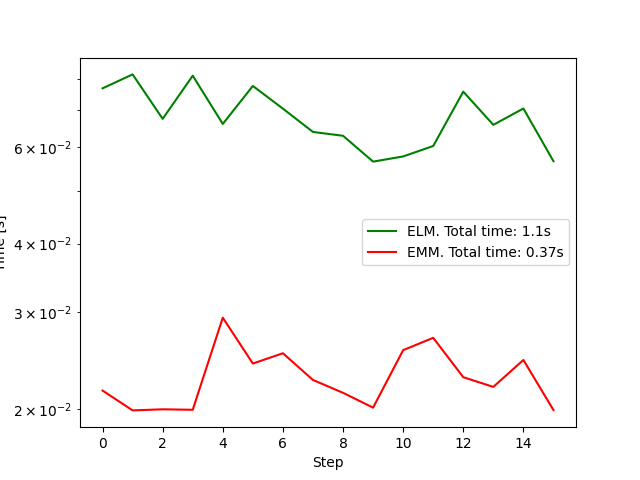 6 × 10⁻²
4 × 10⁻²
3 × 10⁻²
2 × 10⁻²
ELM. Total time: 1.1s
EMM. Total time: 0.37s
0 2 4 6 8 10 12 14
Step